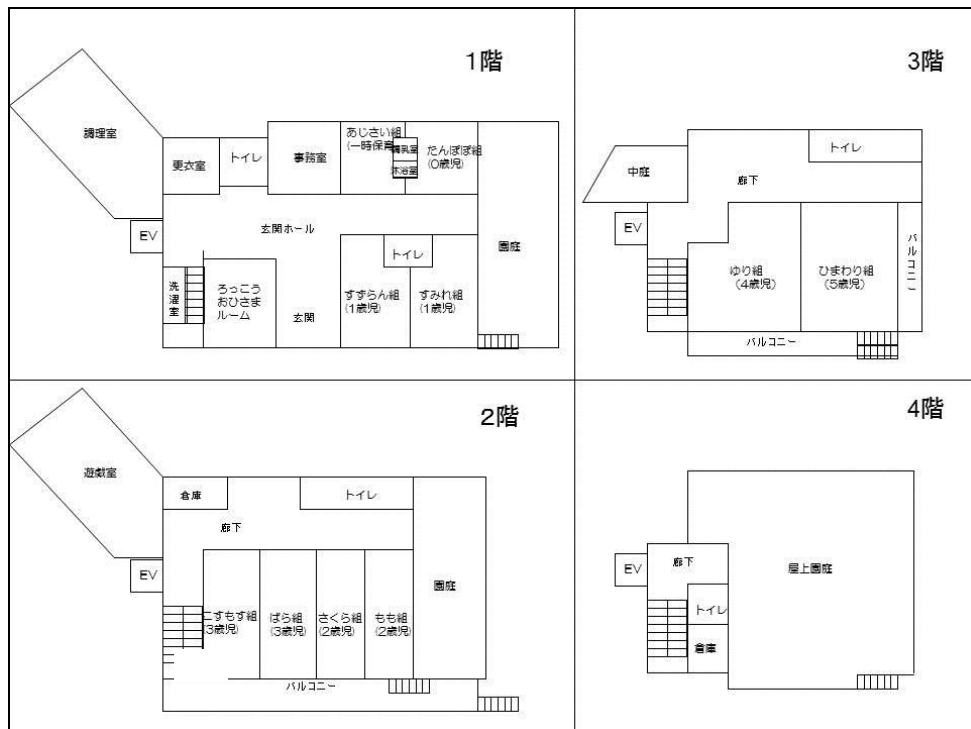 1階
調理室
更衣室
トイレ
事務室
あじさい組
(一時保育)
調乳室
沐浴室
たんぽぽ組
(0歳児)
EV
玄関ホール
園庭
洗濯室
ろっこう
おひさま
ルーム
玄関
すずらん組
(1歳児)
トイレ
すみれ組
(1歳児)
3階
中庭
トイレ
廊下
EV
ゆり組
(4歳児)
ひまわり組
(5歳児)
バルコニー
バルコニー
2階
遊戯室
倉庫
トイレ
廊下
EV
園庭
こすもす組
(3歳児)
ばら組
(3歳児)
さくら組
(2歳児)
もも組
(2歳児)
バルコニー
4階
EV
廊下
屋上園庭
トイレ
倉庫